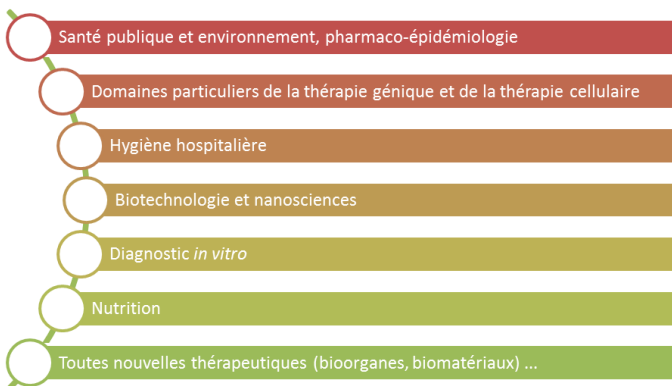 Santé publique et environnement, pharmaco-épidémiologie
Domaines particuliers de la thérapie génique et de la thérapie cellulaire
Hygiène hospitalière
Biotechnologie et nanosciences
Diagnostic in vitro
Nutrition
Toutes nouvelles thérapeutiques (bioorganes, biomatériaux) ...